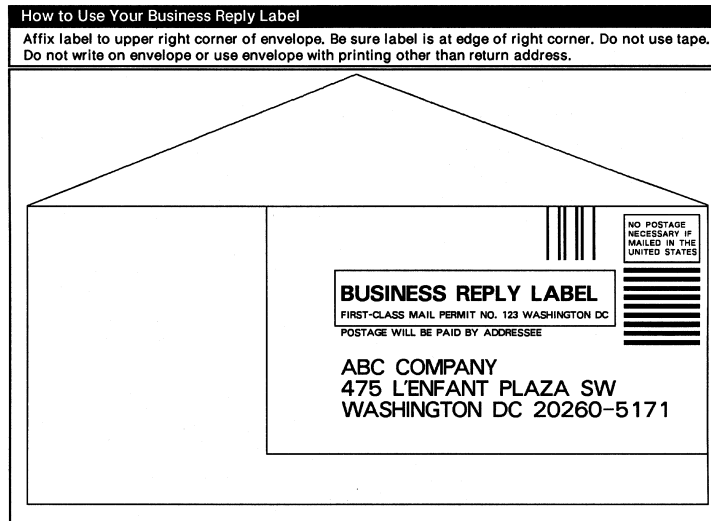 How to Use Your Business Reply Label
Affix label to upper right corner of envelope. Be sure label is at edge of right corner. Do not use tape.
Do not write on envelope or use envelope with printing other than return address.
NO POSTAGE
NECESSARY IF
MAILED IN THE
UNITED STATES
BUSINESS REPLY LABEL
FIRST-CLASS MAIL PERMIT NO. 123 WASHINGTON DC
POSTAGE WILL BE PAID BY ADDRESSEE
ABC COMPANY
475 L'ENFANT PLAZA SW
WASHINGTON DC 20260-5171